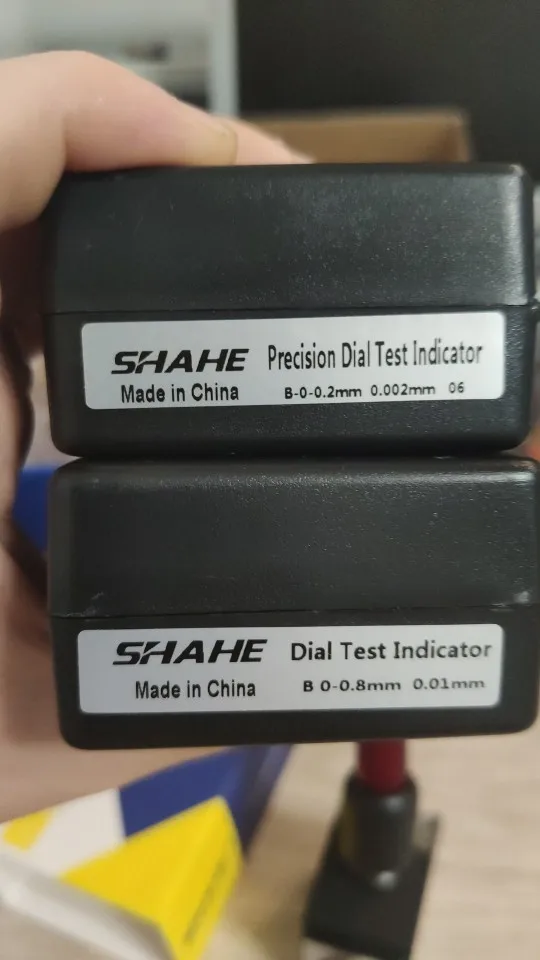 SHAHE Precision Dial Test Indicator
Made in China B-0-0.2mm 0.002mm 06
SHAHE Dial Test Indicator
Made in China B 0-0.8mm 0.01mm